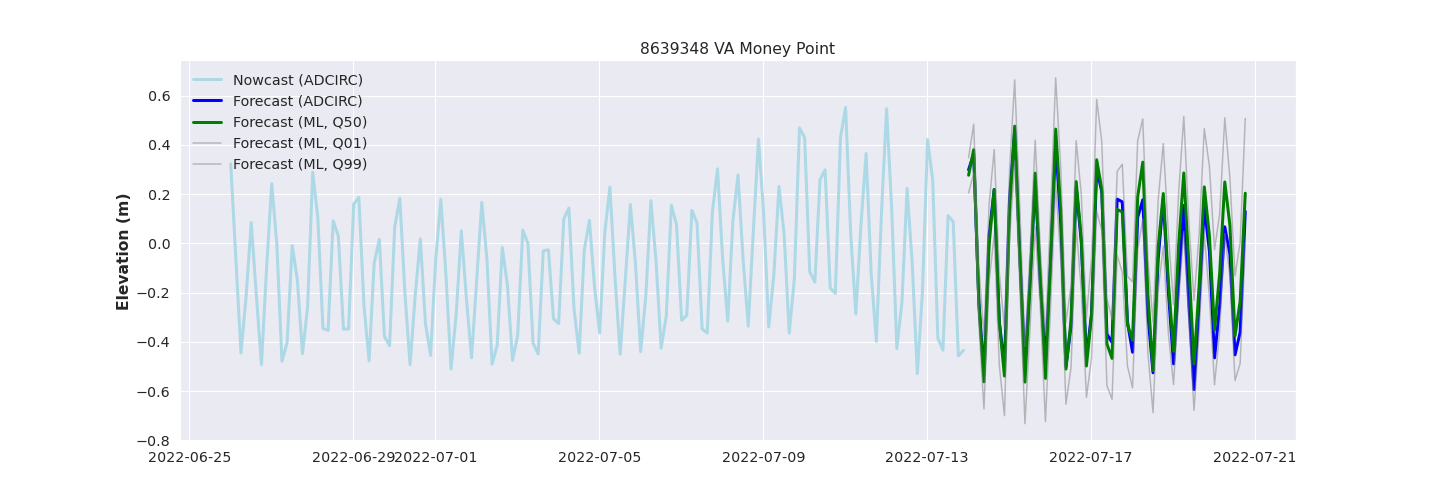 8639348 VA Money Point
Nowcast (ADCIRC)
Forecast (ADCIRC)
Forecast (ML, Q50)
Forecast (ML, Q01)
Forecast (ML, Q99)
Elevation (m)
0.6
0.4
0.2
0.0
−0.2
−0.4
−0.6
−0.8
2022-06-25 2022-06-29 2022-07-01 2022-07-05 2022-07-09 2022-07-13 2022-07-17 2022-07-21